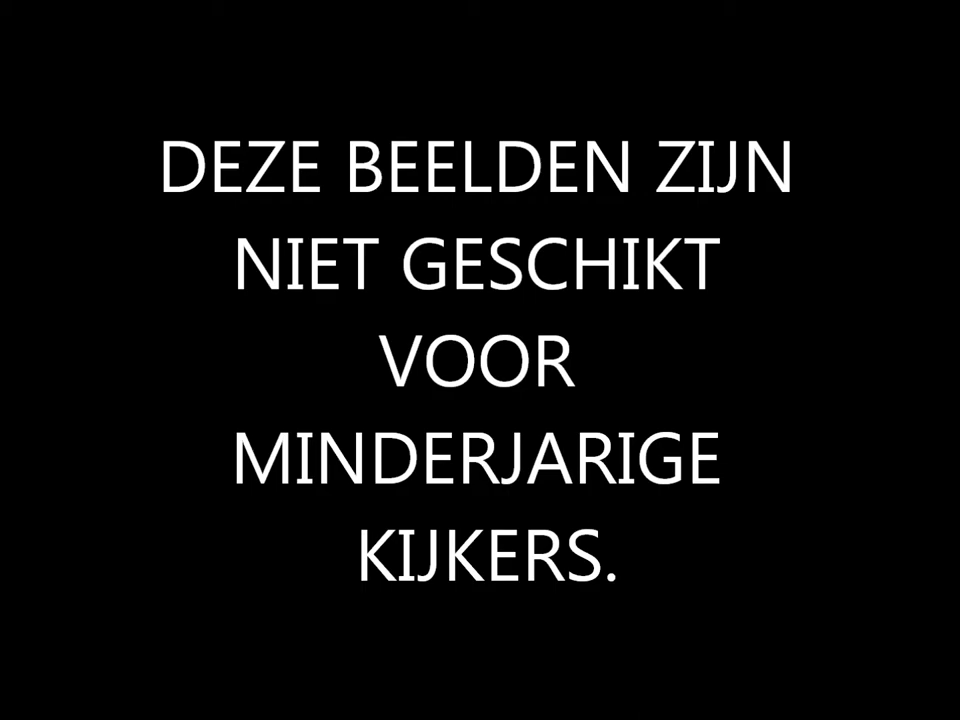 DEZE BEELDEN ZIJN
NIET GESCHIKT
VOOR
MINDERJARIGE
KIJKERS.